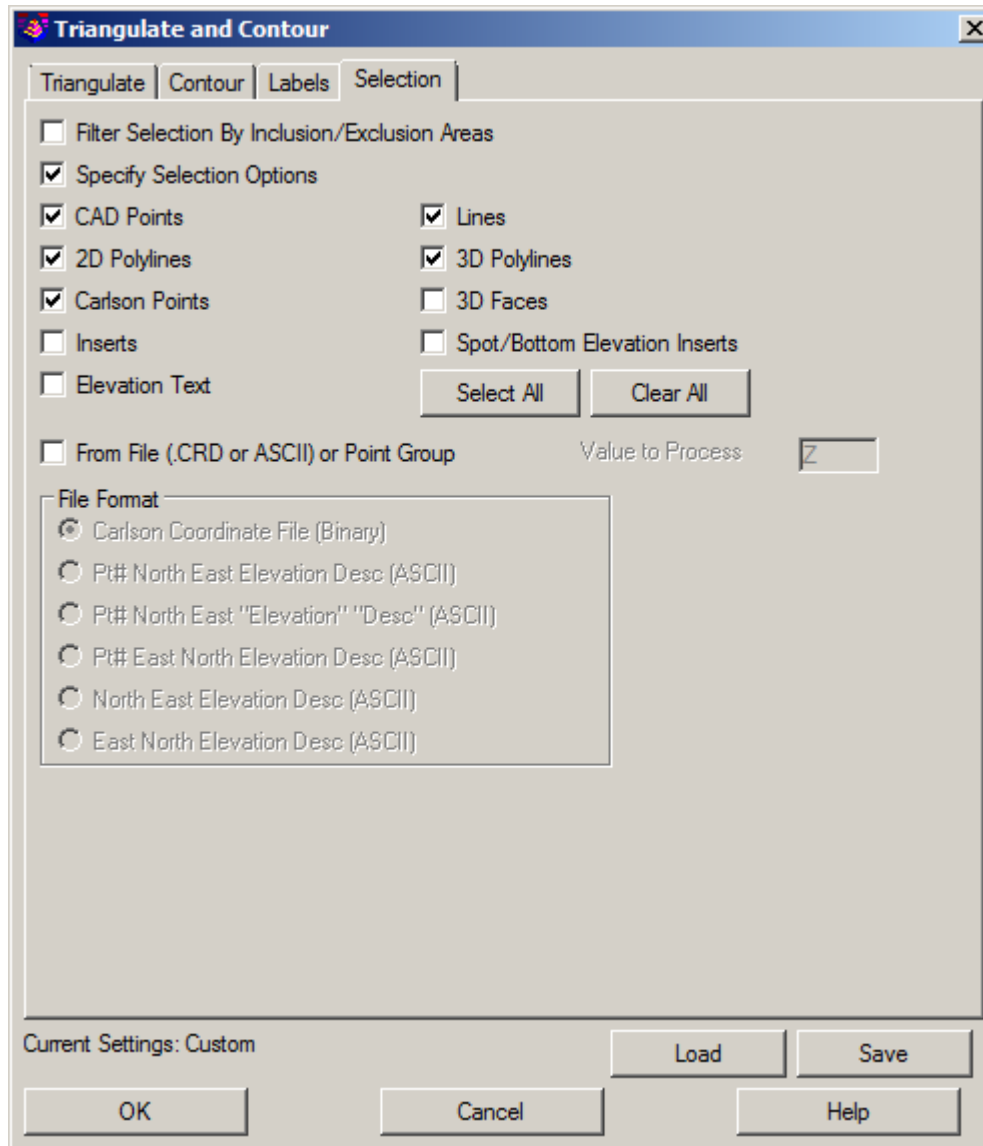 Triangulate and Contour
Triangulate Contour Labels Selection
Filter Selection By Inclusion/Exclusion Areas
Specify Selection Options
CAD Points Lines
2D Polylines 3D Polylines
Carlson Points 3D Faces
Inserts Spot/Bottom Elevation Inserts
Elevation Text Select All Clear All
From File (.CRD or ASCII) or Point Group Value to Process Z
File Format
Carlson Coordinate File (Binary)
Pt# North East Elevation Desc (ASCII)
Pt# North East "Elevation" "Desc" (ASCII)
Pt# East North Elevation Desc (ASCII)
North East Elevation Desc (ASCII)
East North Elevation Desc (ASCII)
Current Settings: Custom Load Save
OK Cancel Help